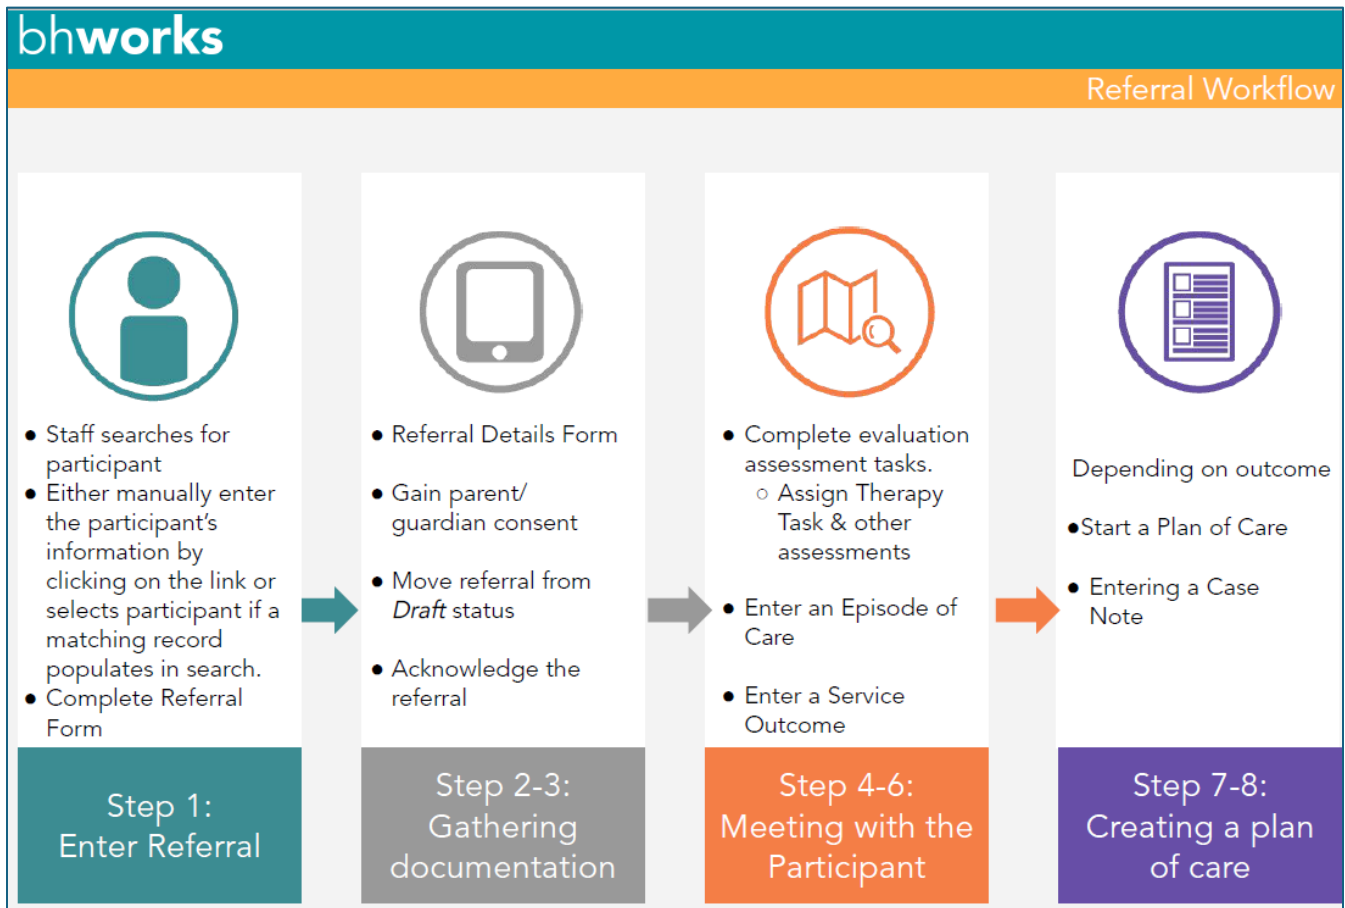 bhworks
Referral Workflow
● Staff searches for
participant
● Either manually enter
the participant's
information by
clicking on the link or
selects participant if a
matching record
populates in search.
● Complete Referral
Form
Step 1:
Enter Referral
● Referral Details Form
● Gain parent/
guardian consent
● Move referral from
Draft status
● Acknowledge the
referral
Step 2-3:
Gathering
documentation
● Complete evaluation
assessment tasks.
○ Assign Therapy
Task & other
assessments
● Enter an Episode of
Care
● Enter a Service
Outcome
Step 4-6:
Meeting with the
Participant
Depending on outcome
●Start a Plan of Care
● Entering a Case
Note
Step 7-8:
Creating a plan
of care